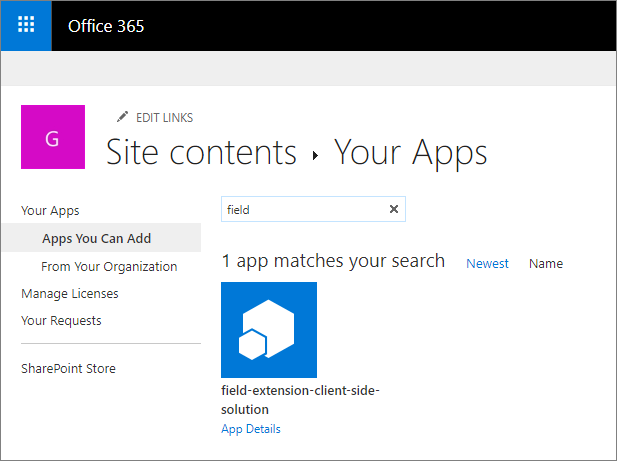 Office 365
EDIT LINKS
G
Site contents ▸ Your Apps
Your Apps
Apps You Can Add
From Your Organization
Manage Licenses
Your Requests
SharePoint Store
field
1 app matches your search Newest Name
field-extension-client-side-
solution
App Details